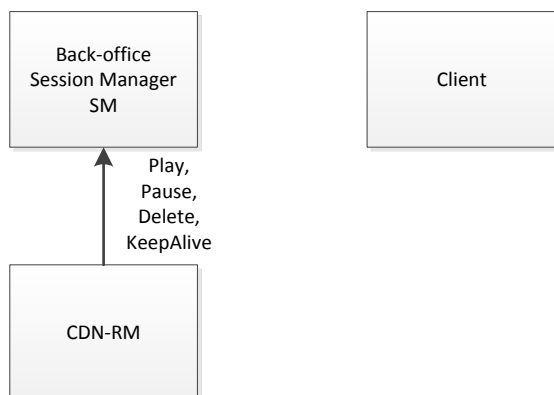 Back-office
Session Manager
SM
Client
Play,
Pause,
Delete,
KeepAlive
CDN-RM